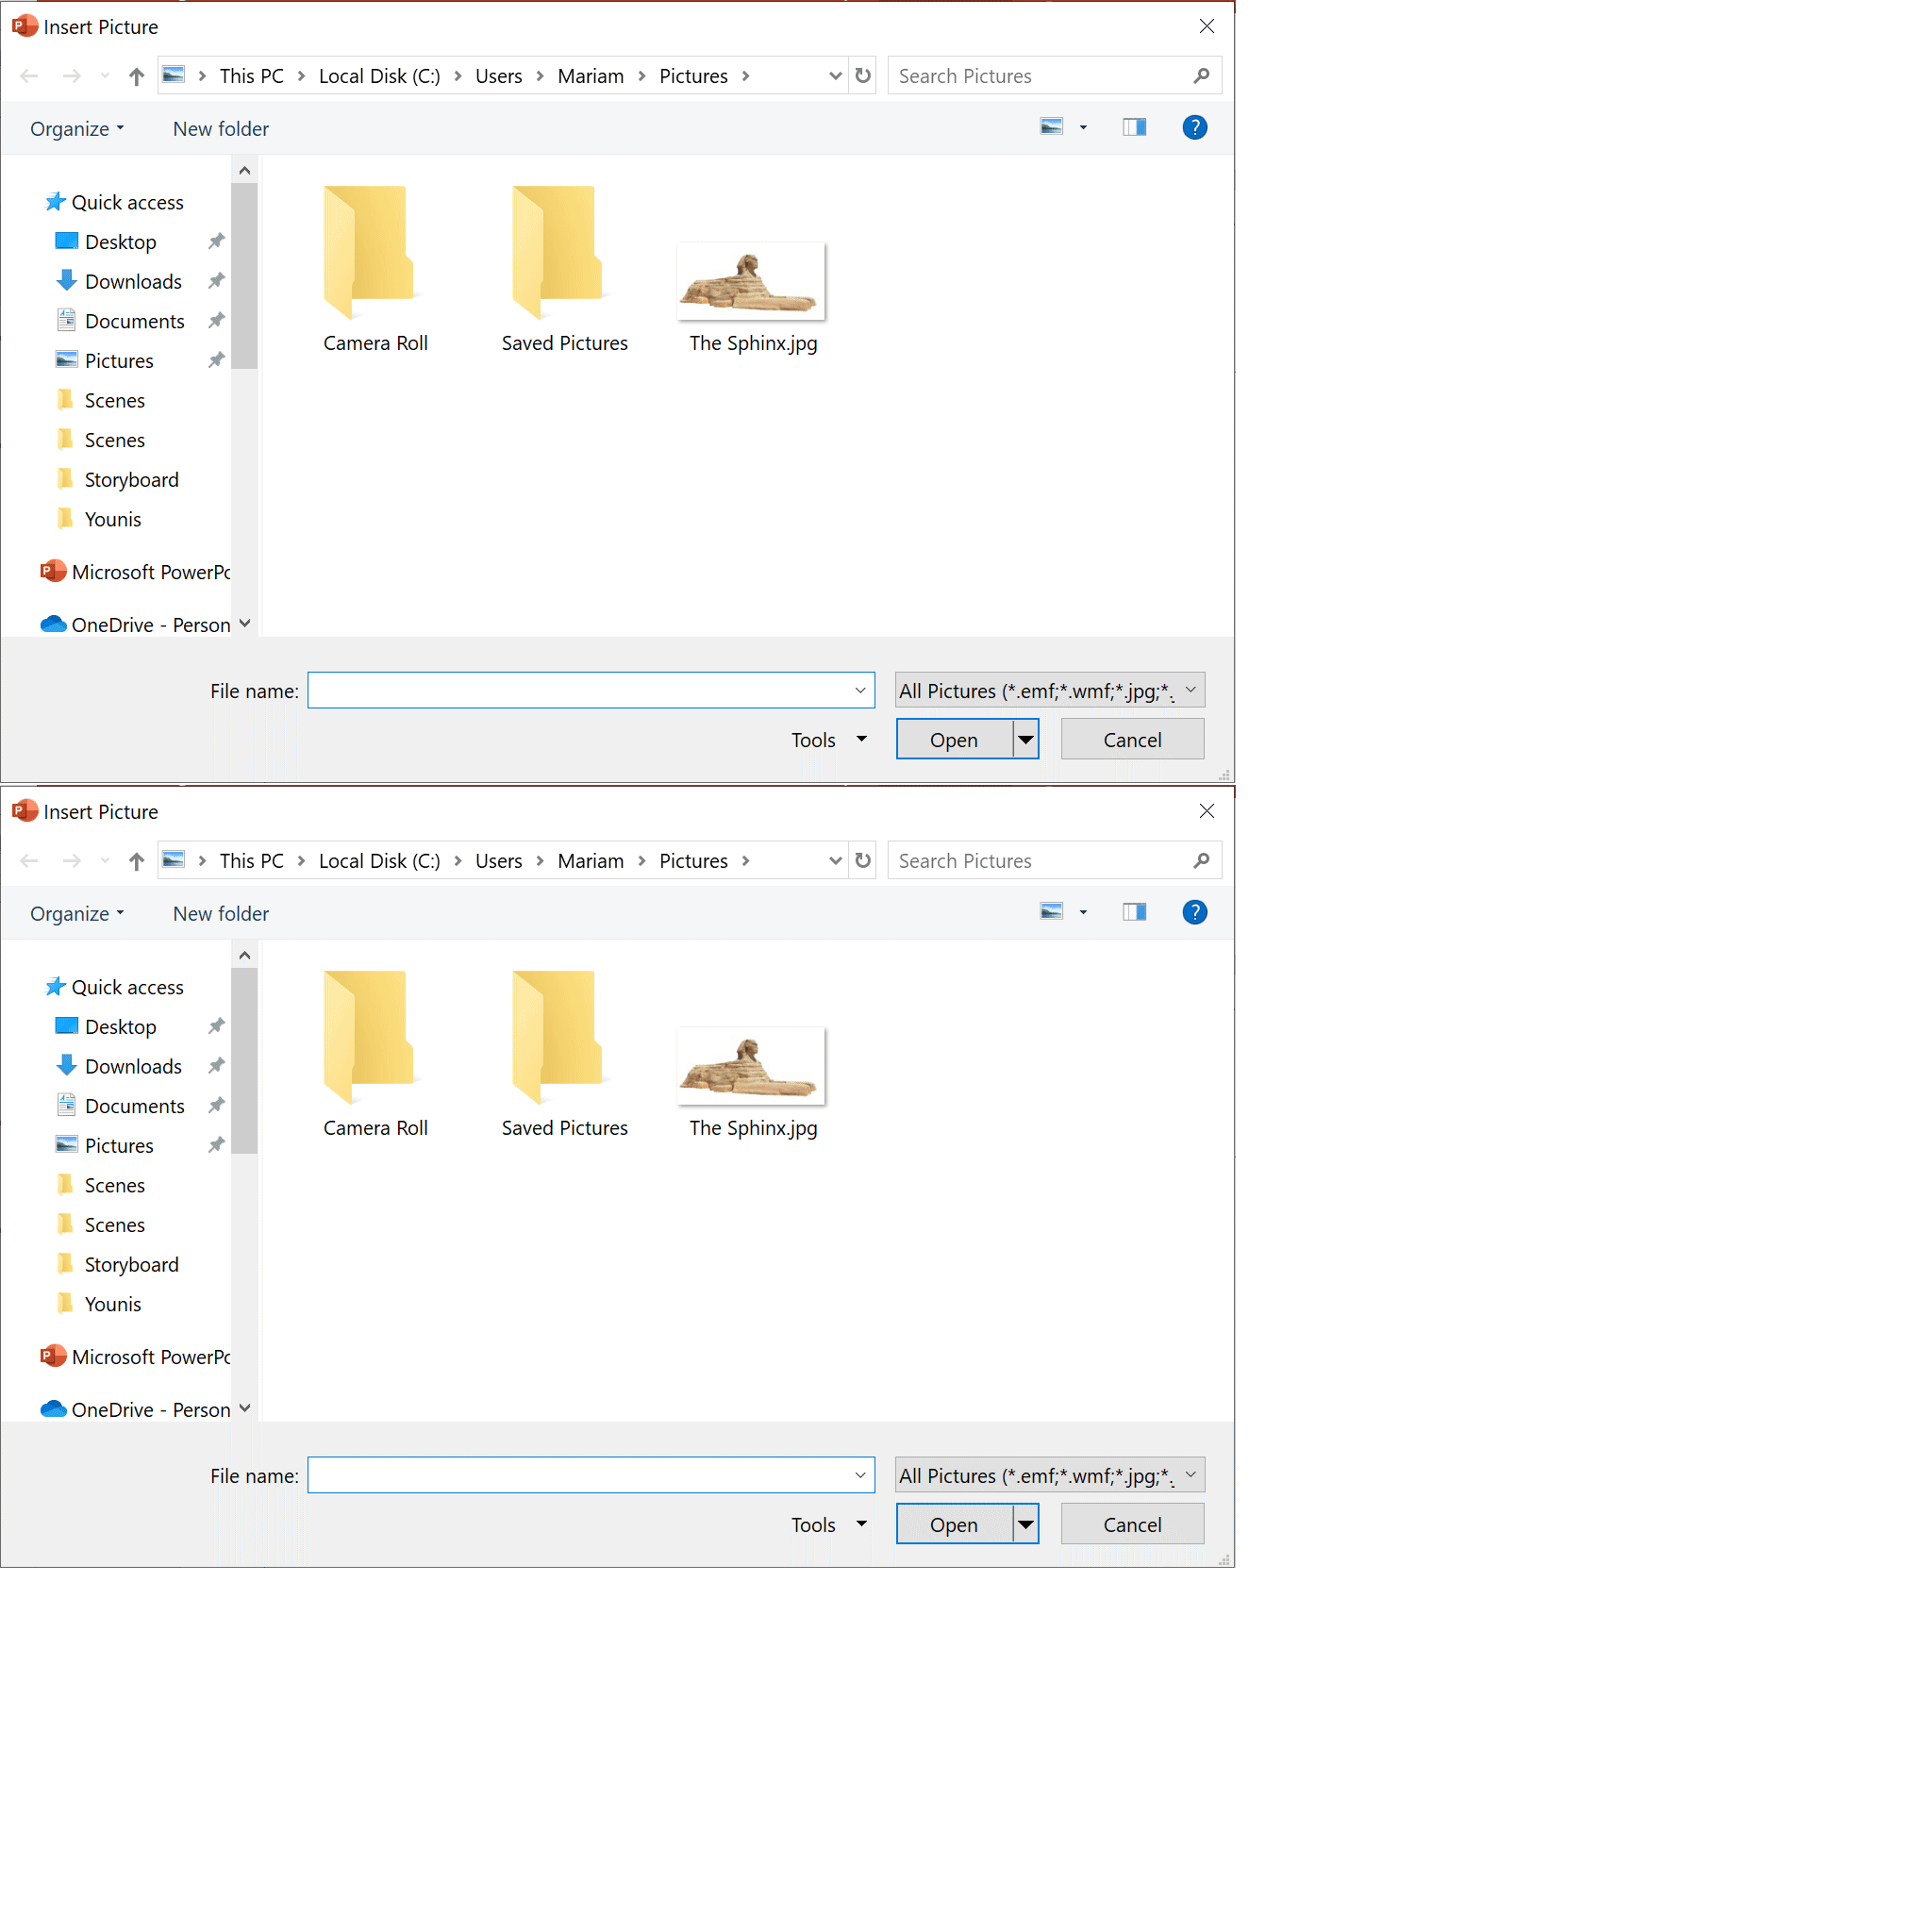 Insert Picture
This PC Local Disk (C:) Users Mariam Pictures Search Pictures
Organize New folder ?
Quick access
Desktop
Downloads
Documents
Pictures
Scenes
Scenes
Storyboard
Younis
Microsoft PowerPo
OneDrive - Person
Camera Roll Saved Pictures The Sphinx.jpg
File name: All Pictures (*.emf;*.wmf;*.jpg;*.
Tools Open Cancel
Insert Picture
This PC Local Disk (C:) Users Mariam Pictures Search Pictures
Organize New folder ?
Quick access
Desktop
Downloads
Documents
Pictures
Scenes
Scenes
Storyboard
Younis
Microsoft PowerPo
OneDrive - Person
Camera Roll Saved Pictures The Sphinx.jpg
File name: All Pictures (*.emf;*.wmf;*.jpg;*.
Tools Open Cancel